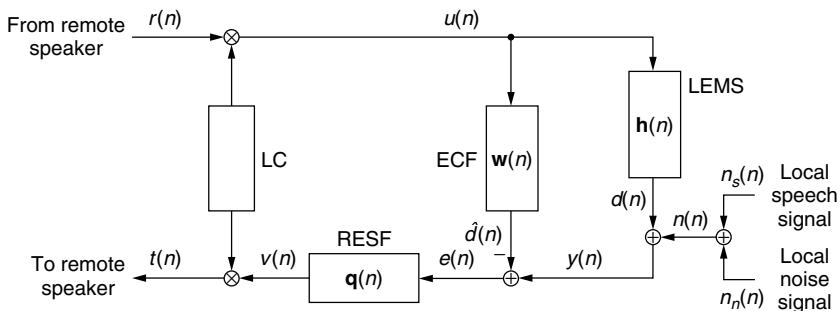 From remote
speaker
r(n)
u(n)
LEMS
h(n)
LC
ECF
w(n)
d(n)
n_s(n)
Local
speech
signal
n(n)
RESF
d̂(n)
−
To remote
speaker
t(n)
v(n)
q(n)
e(n)
y(n)
n_n(n)
Local
noise
signal